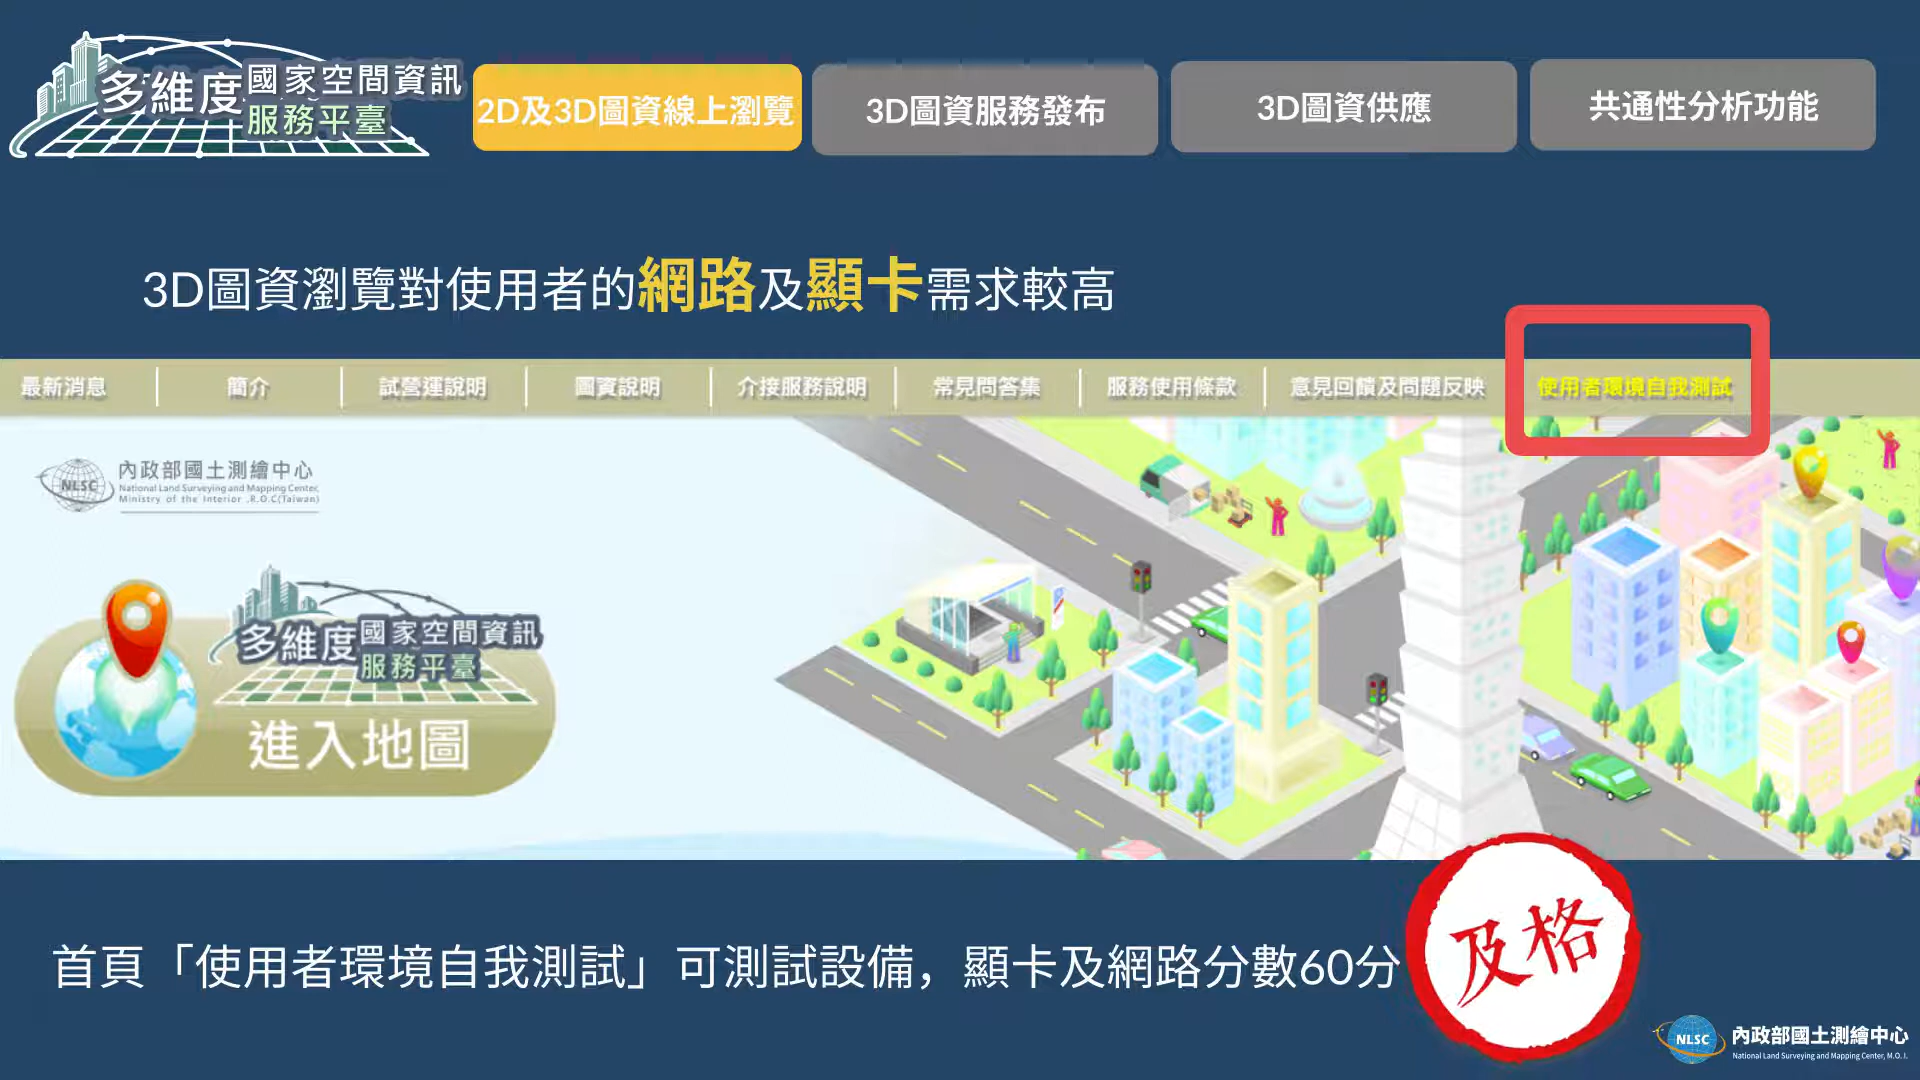 多維度國家空間資訊
服務平臺
2D及3D圖資線上瀏覽
3D圖資服務發布
3D圖資供應
共通性分析功能
3D圖資瀏覽對使用者的網路及顯卡需求較高
最新消息
簡介
試營運說明
圖資說明
介接服務說明
常見問答集
服務使用條款
意見回饋及問題反映
使用者環境自我測試
NLSC
內政部國土測繪中心
National Land Surveying and Mapping Center,
Ministry of the Interior ,R.O.C(Taiwan)
多維度國家空間資訊
服務平臺
進入地圖
首頁「使用者環境自我測試」可測試設備，顯卡及網路分數60分
及格
NLSC
內政部國土測繪中心
National Land Surveying and Mapping Center, M.O.I.